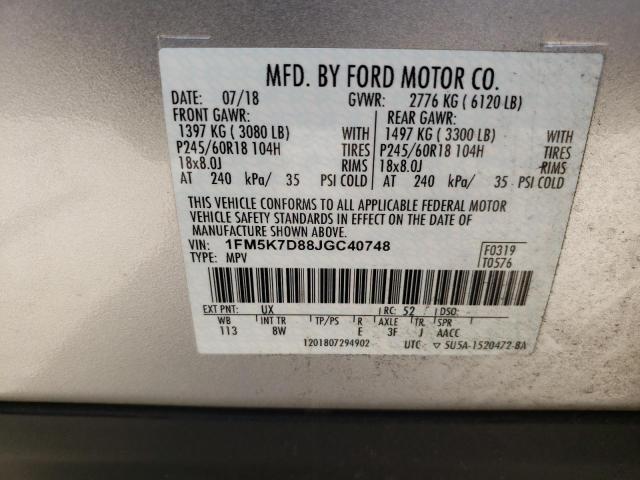 MFD. BY FORD MOTOR CO.
DATE: 07/18 GVWR: 2776 KG ( 6120 LB)
FRONT GAWR: REAR GAWR:
1397 KG ( 3080 LB) WITH 1497 KG ( 3300 LB) WITH
P245/60R18 104H TIRES P245/60R18 104H TIRES
18x8.0J RIMS 18x8.0J RIMS
AT 240 kPa/ 35 PSI COLD AT 240 kPa/ 35 PSI COLD
THIS VEHICLE CONFORMS TO ALL APPLICABLE FEDERAL MOTOR
VEHICLE SAFETY STANDARDS IN EFFECT ON THE DATE OF
MANUFACTURE SHOWN ABOVE.
VIN: 1FM5K7D88JGC40748 F0319
TYPE: MPV T0576
EXT PNT: UX RC: 52 DSO:
WB INT TR TP/PS R AXLE TR SPR
113 8W E 3F J AACC
1201807294902 UTC ▽ 5U5A-1520472-BA